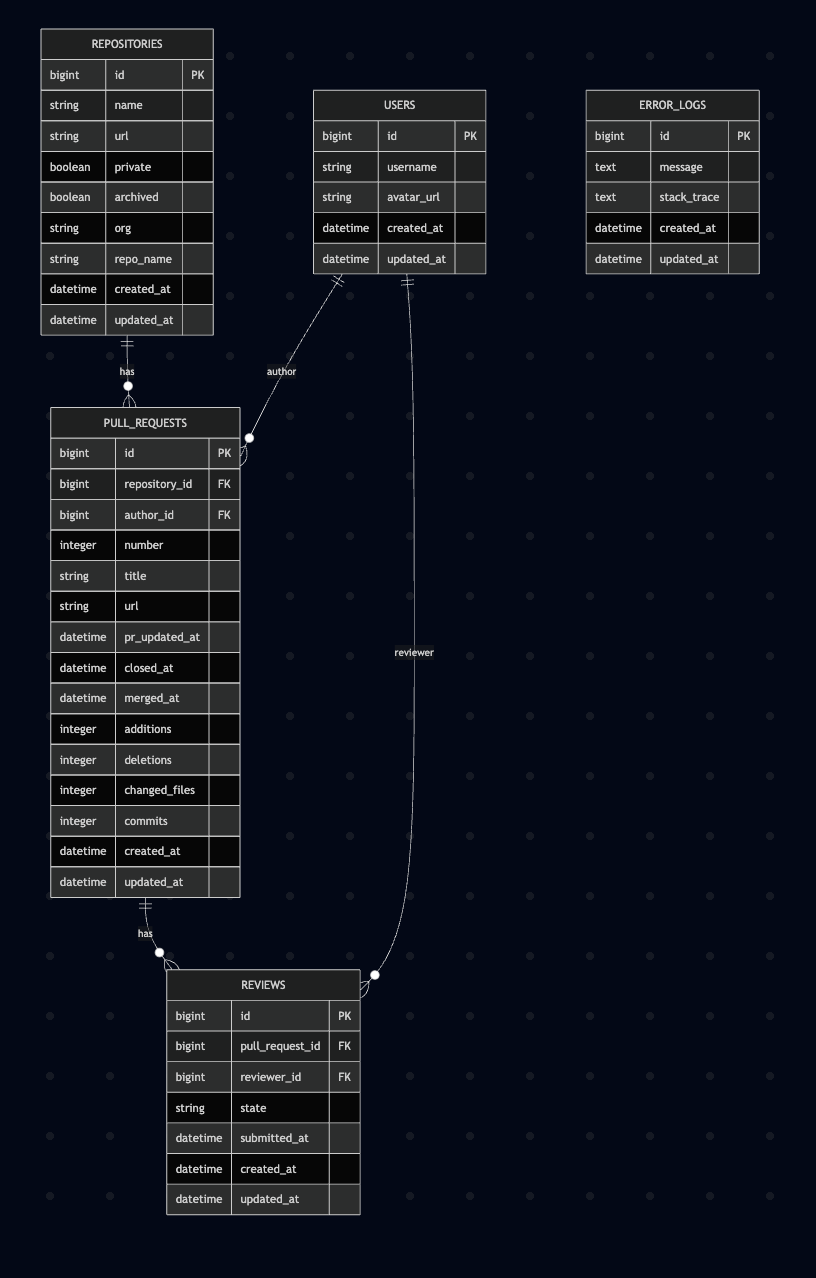 REPOSITORIES
bigint id PK
string name
string url
boolean private
boolean archived
string org
string repo_name
datetime created_at
datetime updated_at
USERS
bigint id PK
string username
string avatar_url
datetime created_at
datetime updated_at
ERROR_LOGS
bigint id PK
text message
text stack_trace
datetime created_at
datetime updated_at
has
author
PULL_REQUESTS
bigint id PK
bigint repository_id FK
bigint author_id FK
integer number
string title
string url
datetime pr_updated_at
datetime closed_at
datetime merged_at
integer additions
integer deletions
integer changed_files
integer commits
datetime created_at
datetime updated_at
reviewer
has
REVIEWS
bigint id PK
bigint pull_request_id FK
bigint reviewer_id FK
string state
datetime submitted_at
datetime created_at
datetime updated_at